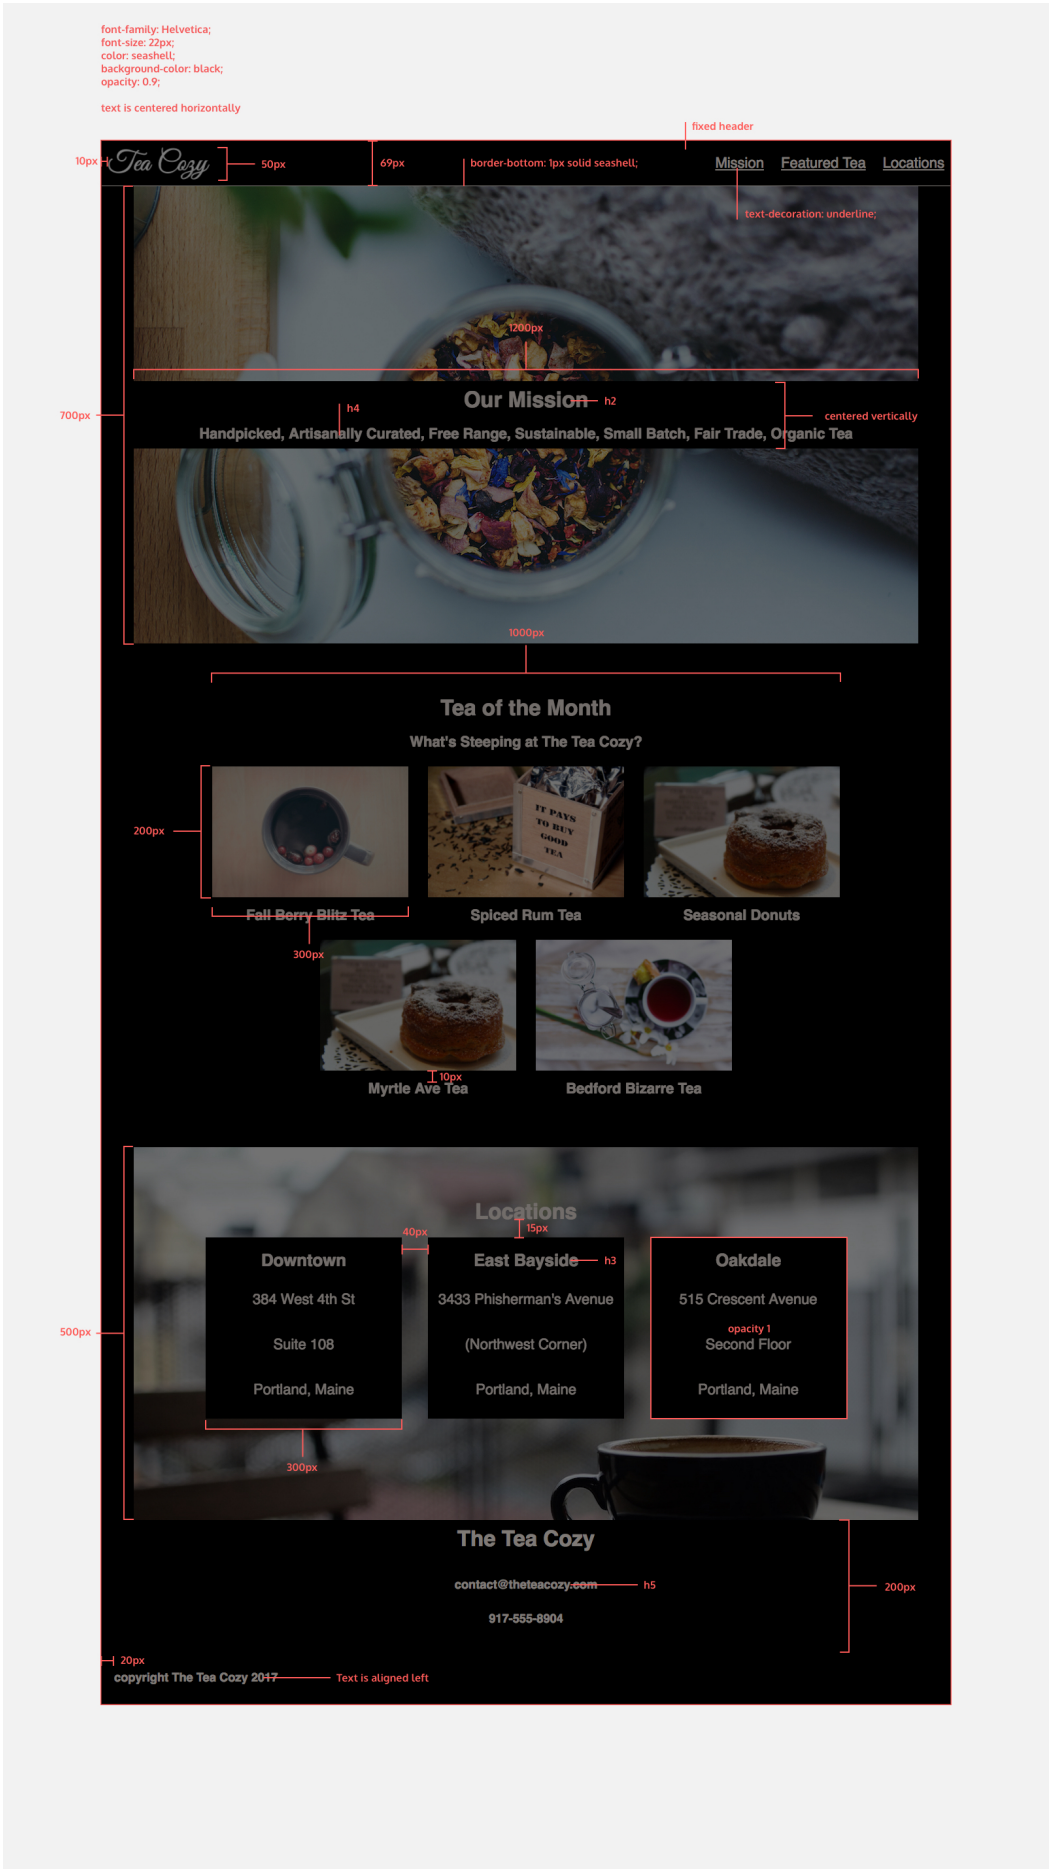 font-family: Helvetica;
font-size: 22px;
color: seashell;
background-color: black;
opacity: 0.9;
text is centered horizontally
fixed header
10px
Tea Cozy
50px
69px
border-bottom: 1px solid seashell;
Mission
Featured Tea
Locations
text-decoration: underline;
1200px
Our Mission
h2
h4
700px
centered vertically
Handpicked, Artisanally Curated, Free Range, Sustainable, Small Batch, Fair Trade, Organic Tea
1000px
Tea of the Month
What's Steeping at The Tea Cozy?
200px
IT PAYS
TO BUY
GOOD
TEA
Fall Berry Blitz Tea
Spiced Rum Tea
Seasonal Donuts
300px
10px
Myrtle Ave Tea
Bedford Bizarre Tea
Locations
15px
40px
Downtown
East Bayside
h3
Oakdale
384 West 4th St
3433 Phisherman's Avenue
515 Crescent Avenue
opacity 1
500px
Suite 108
(Northwest Corner)
Second Floor
Portland, Maine
Portland, Maine
Portland, Maine
300px
The Tea Cozy
contact@theteacozy.com
h5
200px
917-555-8904
20px
copyright The Tea Cozy 2017
Text is aligned left